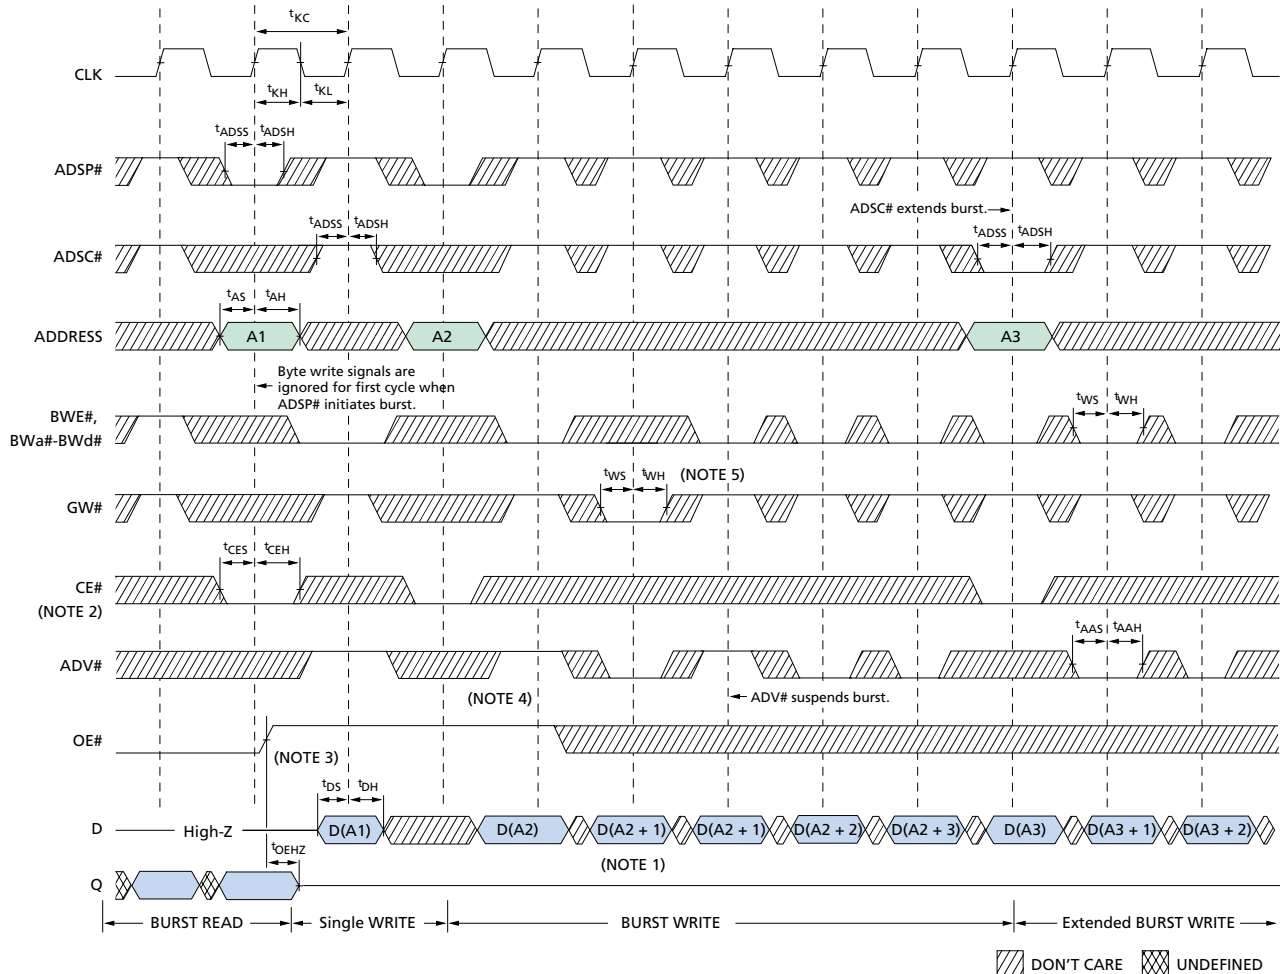 tKC
CLK
tKH
tKL
tADSS
tADSH
ADSP#
ADSC# extends burst.
tADSS
tADSH
tADSS
tADSH
ADSC#
tAS
tAH
ADDRESS
A1
A2
A3
Byte write signals are
ignored for first cycle when
ADSP# initiates burst.
BWE#,
BWa#-BWd#
tWS
tWH
tWS
tWH
(NOTE 5)
GW#
tCES
tCEH
CE#
(NOTE 2)
tAAS
tAAH
ADV#
(NOTE 4)
ADV# suspends burst.
OE#
(NOTE 3)
tDS
tDH
D
High-Z
D(A1)
D(A2)
D(A2 + 1)
D(A2 + 1)
D(A2 + 2)
D(A2 + 3)
D(A3)
D(A3 + 1)
D(A3 + 2)
tOEHZ
(NOTE 1)
Q
BURST READ
Single WRITE
BURST WRITE
Extended BURST WRITE
DON'T CARE
UNDEFINED